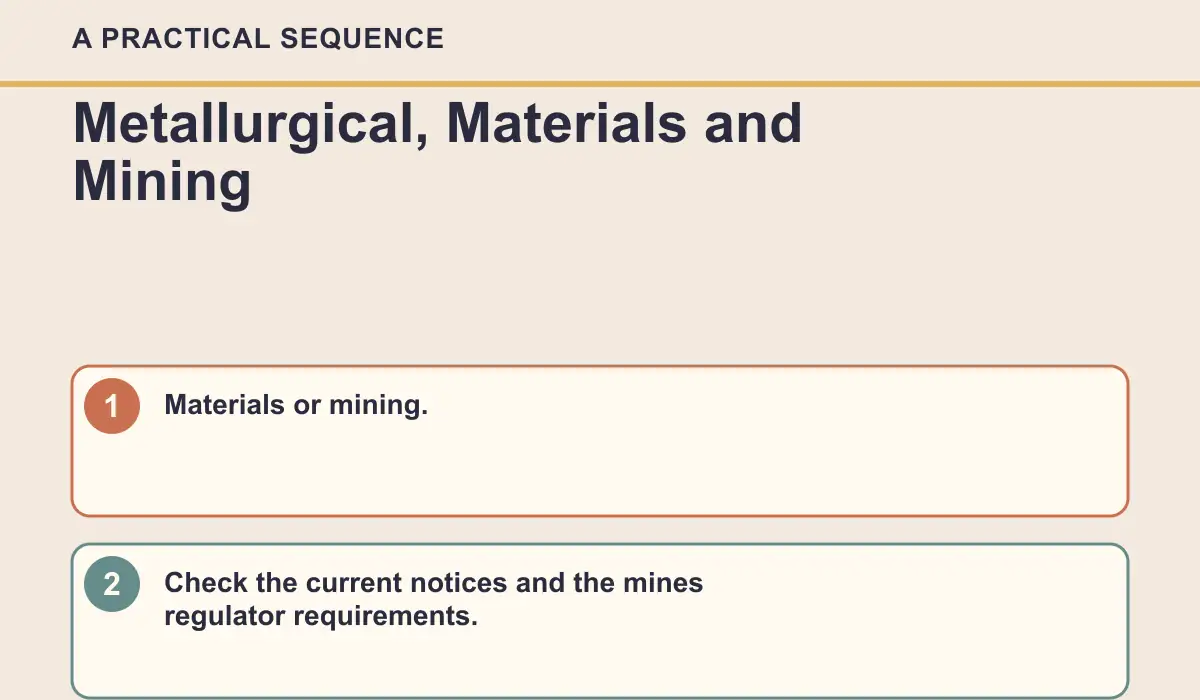 A PRACTICAL SEQUENCE
Metallurgical, Materials and
Mining
1
Materials or mining.
2
Check the current notices and the mines
regulator requirements.